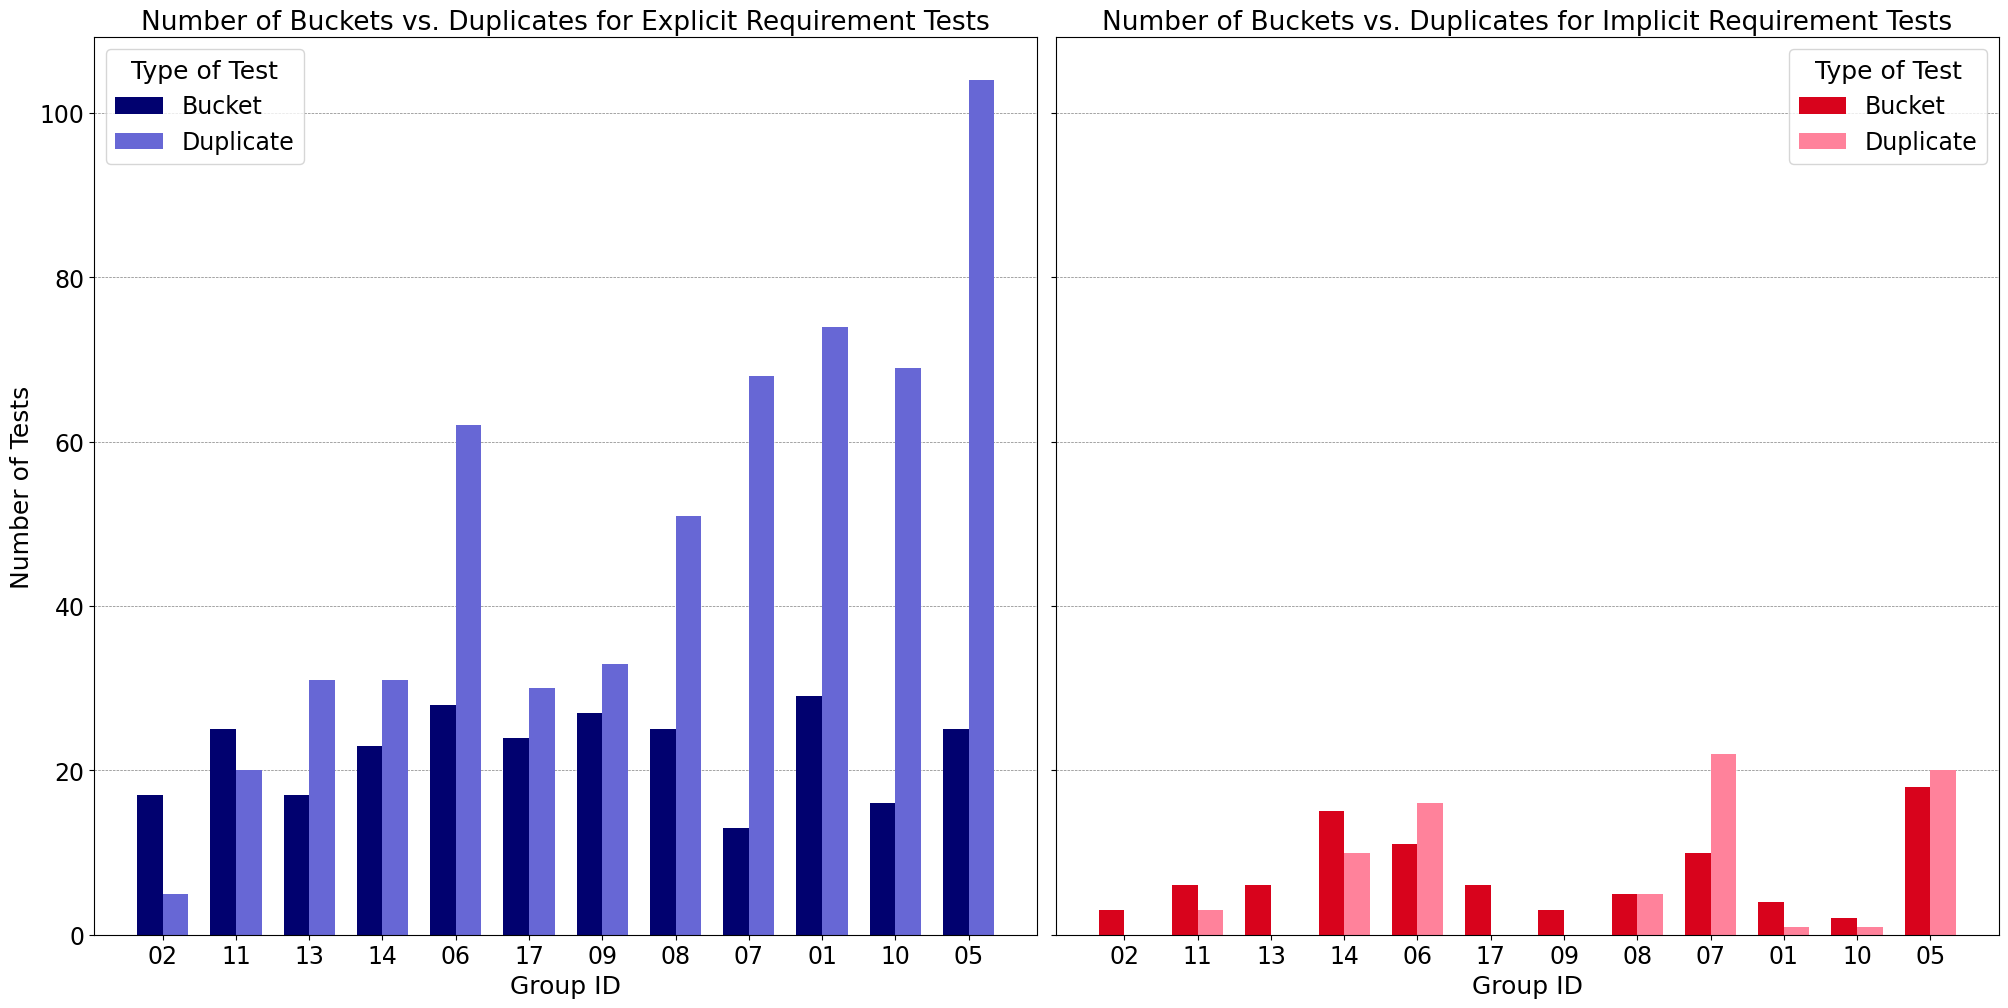 Number of Buckets vs. Duplicates for Explicit Requirement Tests
Type of Test
Bucket
Duplicate
Number of Tests
100
80
60
40
20
0
02 11 13 14 06 17 09 08 07 01 10 05
Group ID
Number of Buckets vs. Duplicates for Implicit Requirement Tests
Type of Test
Bucket
Duplicate
02 11 13 14 06 17 09 08 07 01 10 05
Group ID